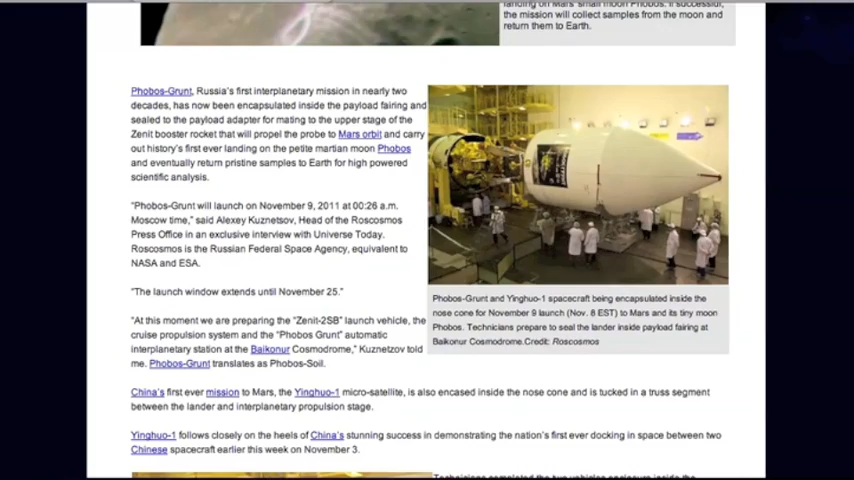 landing on Mars' small moon Phobos. If successful,
the mission will collect samples from the moon and
return them to Earth.
Phobos-Grunt, Russia's first interplanetary mission in nearly two
decades, has now been encapsulated inside the payload fairing and
sealed to the payload adapter for mating to the upper stage of the
Zenit booster rocket that will propel the probe to Mars orbit and carry
out history's first ever landing on the petite martian moon Phobos
and eventually return pristine samples to Earth for high powered
scientific analysis.
"Phobos-Grunt will launch on November 9, 2011 at 00:26 a.m.
Moscow time," said Alexey Kuznetsov, Head of the Roscosmos
Press Office in an exclusive interview with Universe Today.
Roscosmos is the Russian Federal Space Agency, equivalent to
NASA and ESA.
"The launch window extends until November 25."
"At this moment we are preparing the "Zenit-2SB" launch vehicle, the
cruise propulsion system and the "Phobos Grunt" automatic
interplanetary station at the Baikonur Cosmodrome," Kuznetzov told
me. Phobos-Grunt translates as Phobos-Soil.
Phobos-Grunt and Yinghuo-1 spacecraft being encapsulated inside the
nose cone for November 9 launch (Nov. 8 EST) to Mars and its tiny moon
Phobos. Technicians prepare to seal the lander inside payload fairing at
Baikonur Cosmodrome.Credit: Roscosmos
China's first ever mission to Mars, the Yinghuo-1 micro-satellite, is also encased inside the nose cone and is tucked in a truss segment
between the lander and interplanetary propulsion stage.
Yinghuo-1 follows closely on the heels of China's stunning success in demonstrating the nation's first ever docking in space between two
Chinese spacecraft earlier this week on November 3.
Technicians completed the two vehicles enclosure inside the